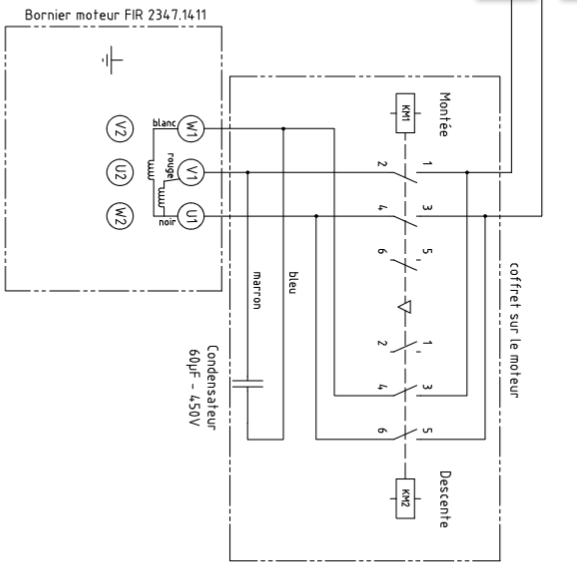 Bornier moteur FIR 2347.1411
V2
U2
W2
blanc
rouge
noir
W1
V1
U1
marron
bleu
Condensateur
60µF - 450V
Montée
KM1
1
2
3
4
5
6
1
2
3
4
5
6
KM2
Descente
coffret sur le moteur